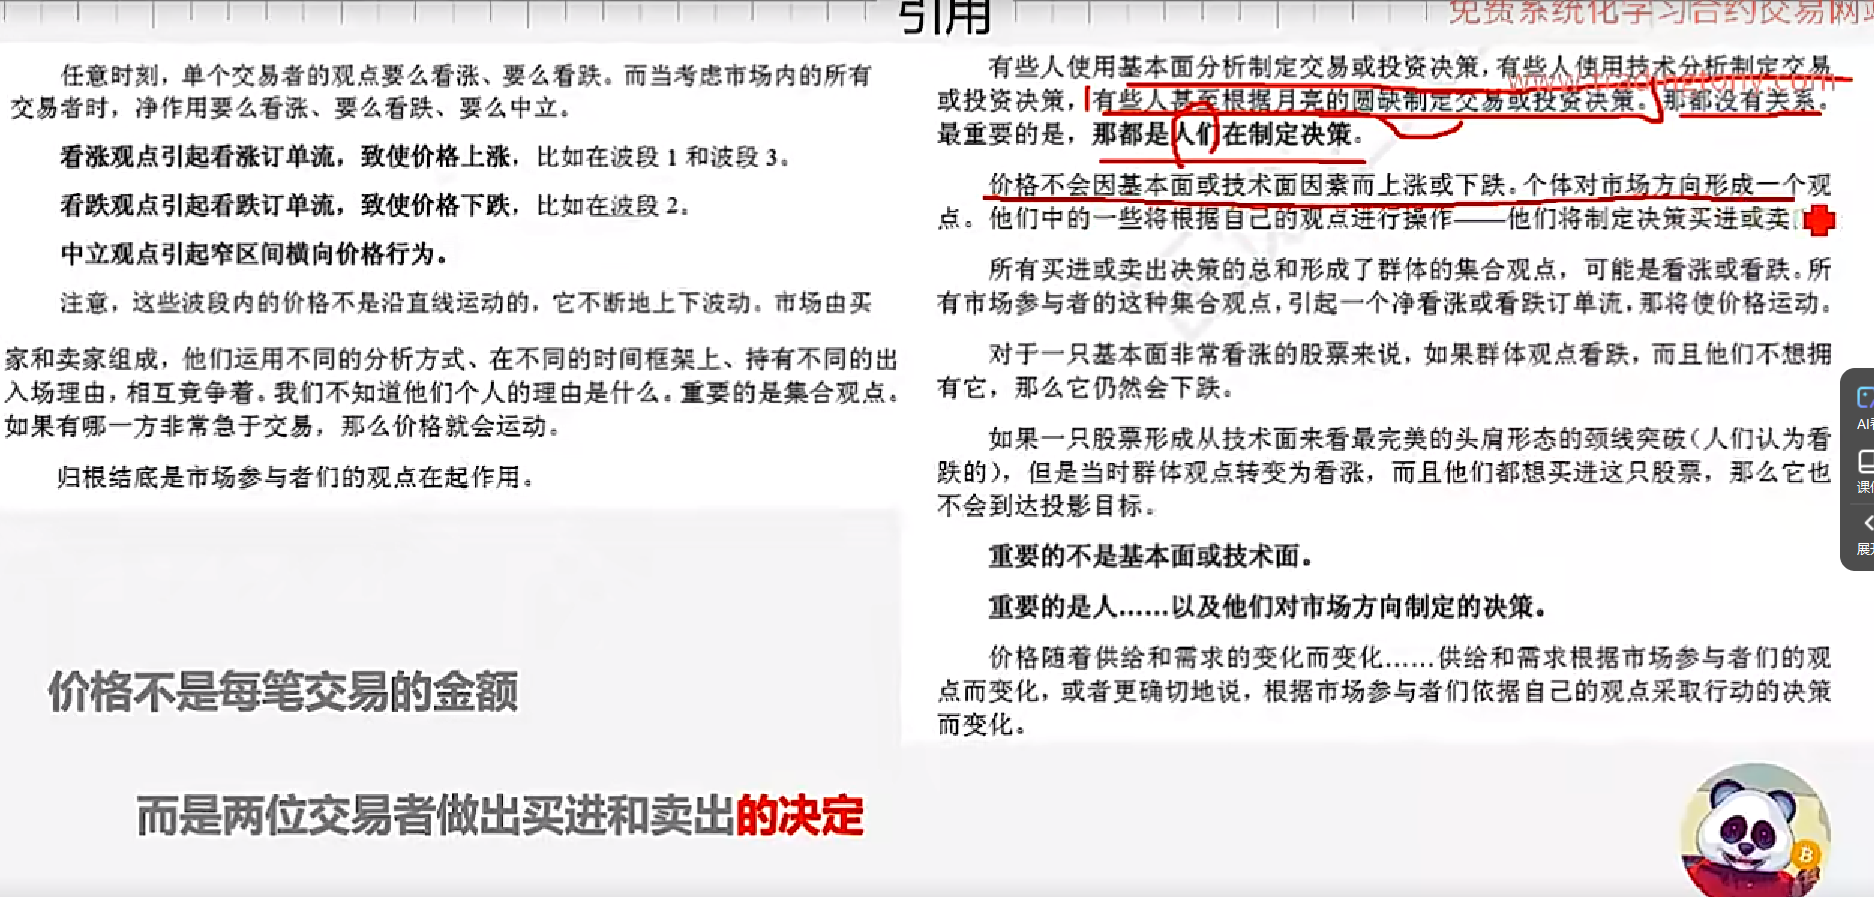 引用
免费系统化学习合约交易网站
www.tradingtony.com
任意时刻，单个交易者的观点要么看涨、要么看跌。而当考虑市场内的所有
交易者时，净作用要么看涨、要么看跌、要么中立。
看涨观点引起看涨订单流，致使价格上涨，比如在波段 1 和波段 3。
看跌观点引起看跌订单流，致使价格下跌，比如在波段 2。
中立观点引起窄区间横向价格行为。
注意，这些波段内的价格不是沿直线运动的，它不断地上下波动。市场由买
家和卖家组成，他们运用不同的分析方式、在不同的时间框架上、持有不同的出
入场理由，相互竞争着。我们不知道他们个人的理由是什么。重要的是集合观点。
如果有哪一方非常急于交易，那么价格就会运动。
归根结底是市场参与者们的观点在起作用。
价格不是每笔交易的金额
而是两位交易者做出买进和卖出的决定
有些人使用基本面分析制定交易或投资决策，有些人使用技术分析制定交易
或投资决策，有些人甚至根据月亮的圆缺制定交易或投资决策。那都没有关系。
最重要的是，那都是人们在制定决策。
价格不会因基本面或技术面因素而上涨或下跌。个体对市场方向形成一个观
点。他们中的一些将根据自己的观点进行操作——他们将制定决策买进或卖
所有买进或卖出决策的总和形成了群体的集合观点，可能是看涨或看跌。所
有市场参与者的这种集合观点，引起一个净看涨或看跌订单流，那将使价格运动。
对于一只基本面非常看涨的股票来说，如果群体观点看跌，而且他们不想拥
有它，那么它仍然会下跌。
如果一只股票形成从技术面来看最完美的头肩形态的颈线突破（人们认为看
跌的），但是当时群体观点转变为看涨，而且他们都想买进这只股票，那么它也
不会到达投影目标。
重要的不是基本面或技术面。
重要的是人……以及他们对市场方向制定的决策。
价格随着供给和需求的变化而变化……供给和需求根据市场参与者们的观
点而变化，或者更确切地说，根据市场参与者们依据自己的观点采取行动的决策
而变化。
AI
课
展